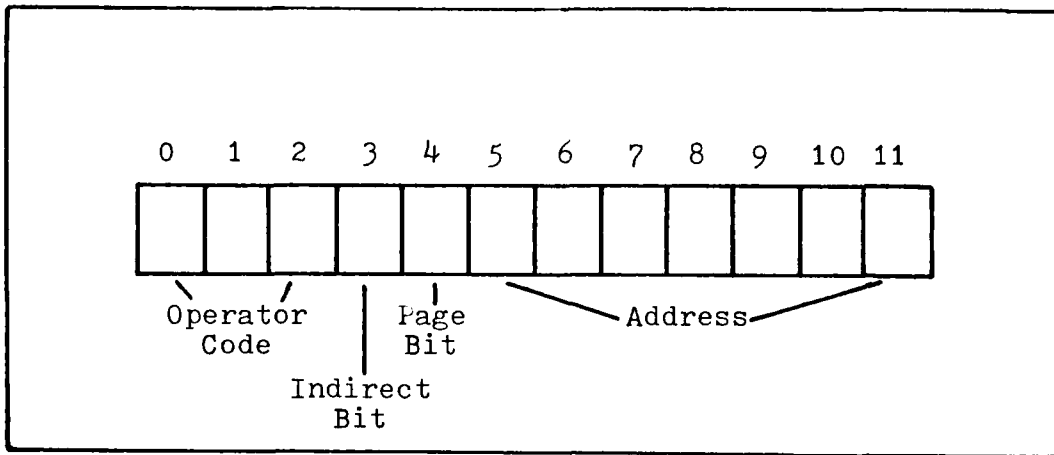 0 1 2 3 4 5 6 7 8 9 10 11
Operator Code
Page Bit
Address
Indirect Bit